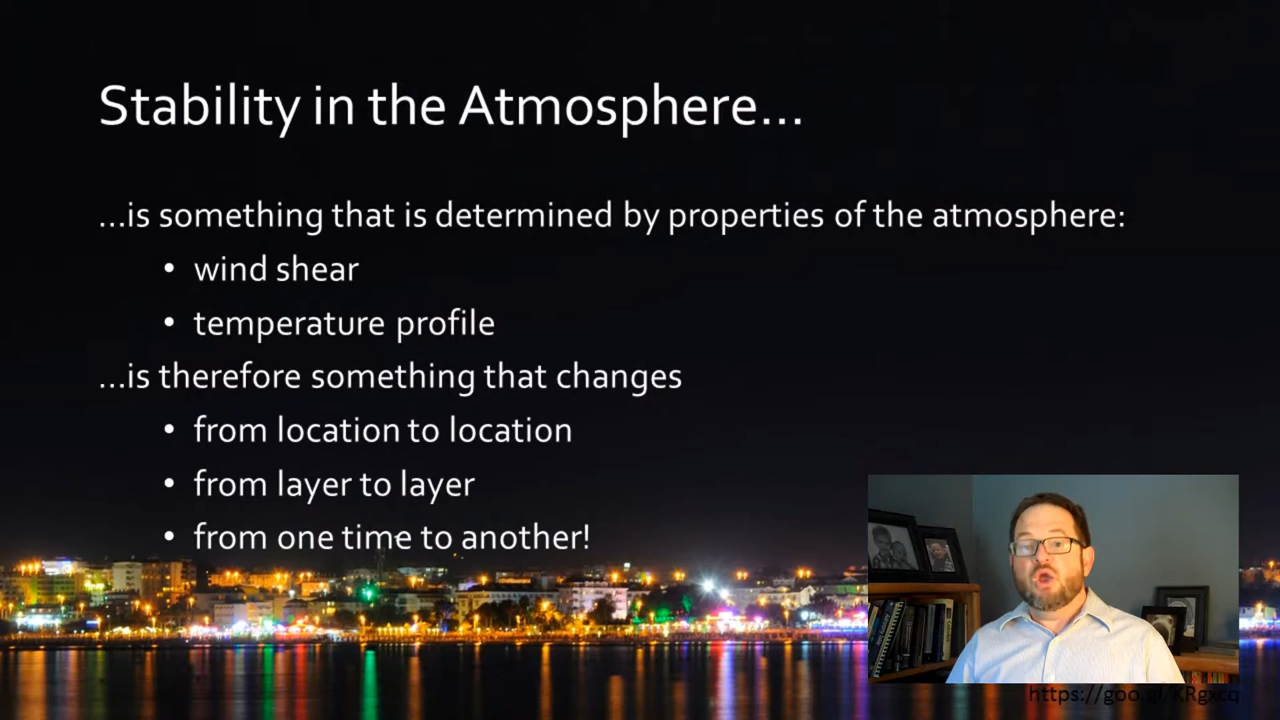 Stability in the Atmosphere...
...is something that is determined by properties of the atmosphere:
• wind shear
• temperature profile
...is therefore something that changes
• from location to location
• from layer to layer
• from one time to another!
https://goo.gl/KRgxcq